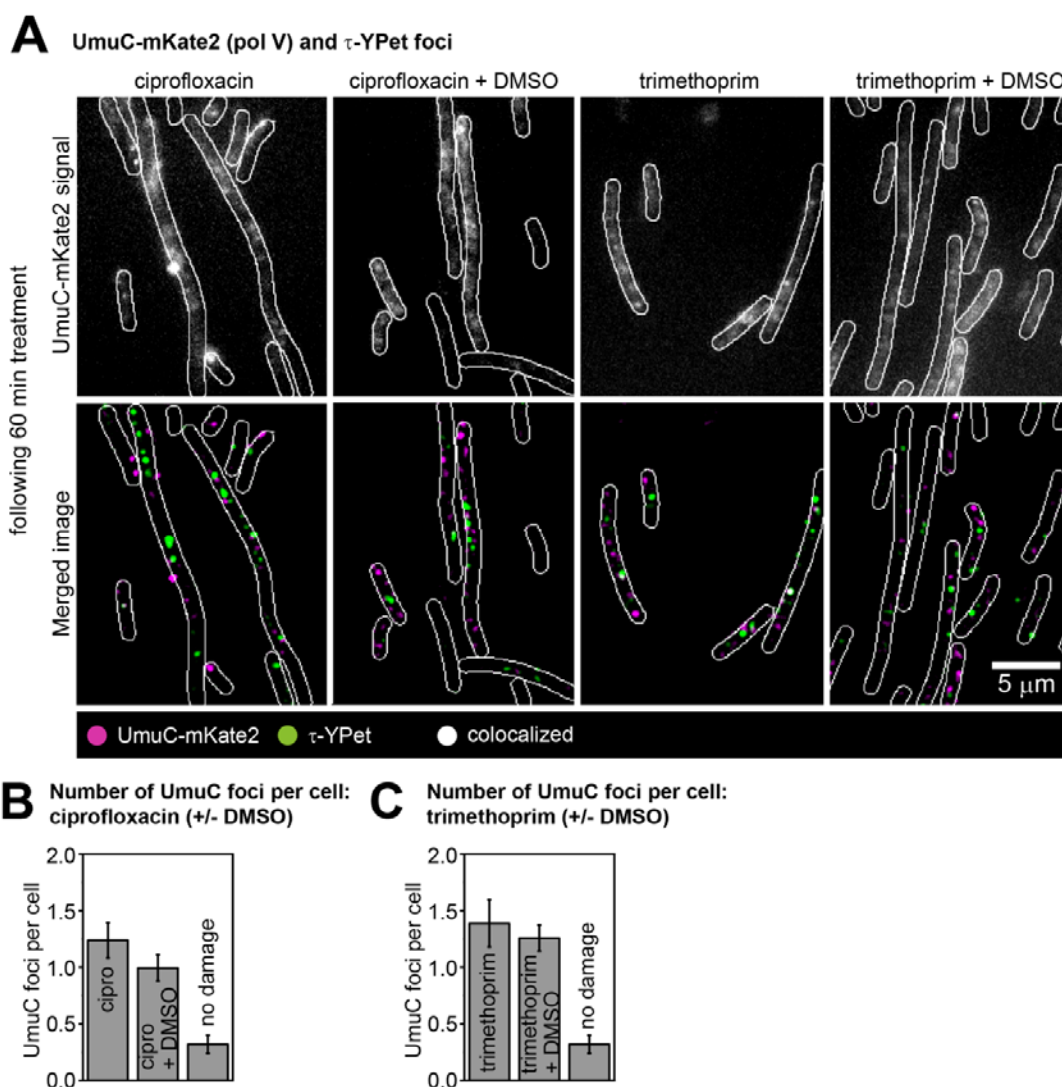 A UmuC-mKate2 (pol V) and τ-YPet foci
ciprofloxacin
ciprofloxacin + DMSO
trimethoprim
trimethoprim + DMSO
following 60 min treatment
UmuC-mKate2 signal
Merged image
5 μm
UmuC-mKate2
τ-YPet
colocalized
B Number of UmuC foci per cell:
ciprofloxacin (+/- DMSO)
UmuC foci per cell
2.0
1.5
1.0
0.5
0.0
cipro
cipro
+ DMSO
no damage
C Number of UmuC foci per cell:
trimethoprim (+/- DMSO)
UmuC foci per cell
2.0
1.5
1.0
0.5
0.0
trimethoprim
trimethoprim
+ DMSO
no damage